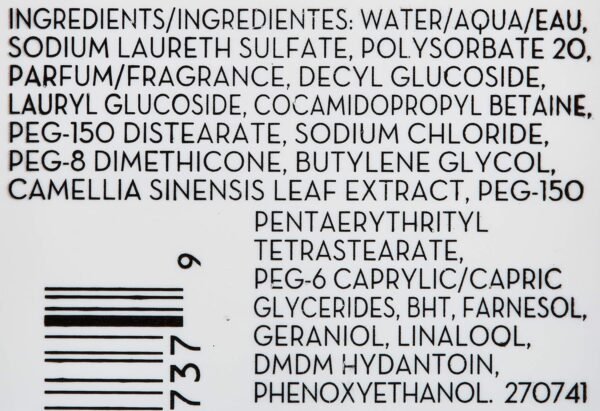 INGREDIENTS/INGREDIENTES: WATER/AQUA/EAU,
SODIUM LAURETH SULFATE, POLYSORBATE 20,
PARFUM/FRAGRANCE, DECYL GLUCOSIDE,
LAURYL GLUCOSIDE, COCAMIDOPROPYL BETAINE,
PEG-150 DISTEARATE, SODIUM CHLORIDE,
PEG-8 DIMETHICONE, BUTYLENE GLYCOL,
CAMELLIA SINENSIS LEAF EXTRACT, PEG-150
PENTAERYTHRITYL
TETRASTEARATE,
PEG-6 CAPRYLIC/CAPRIC
GLYCERIDES, BHT, FARNESOL,
GERANIOL, LINALOOL,
DMDM HYDANTOIN,
PHENOXYETHANOL. 270741
737 9